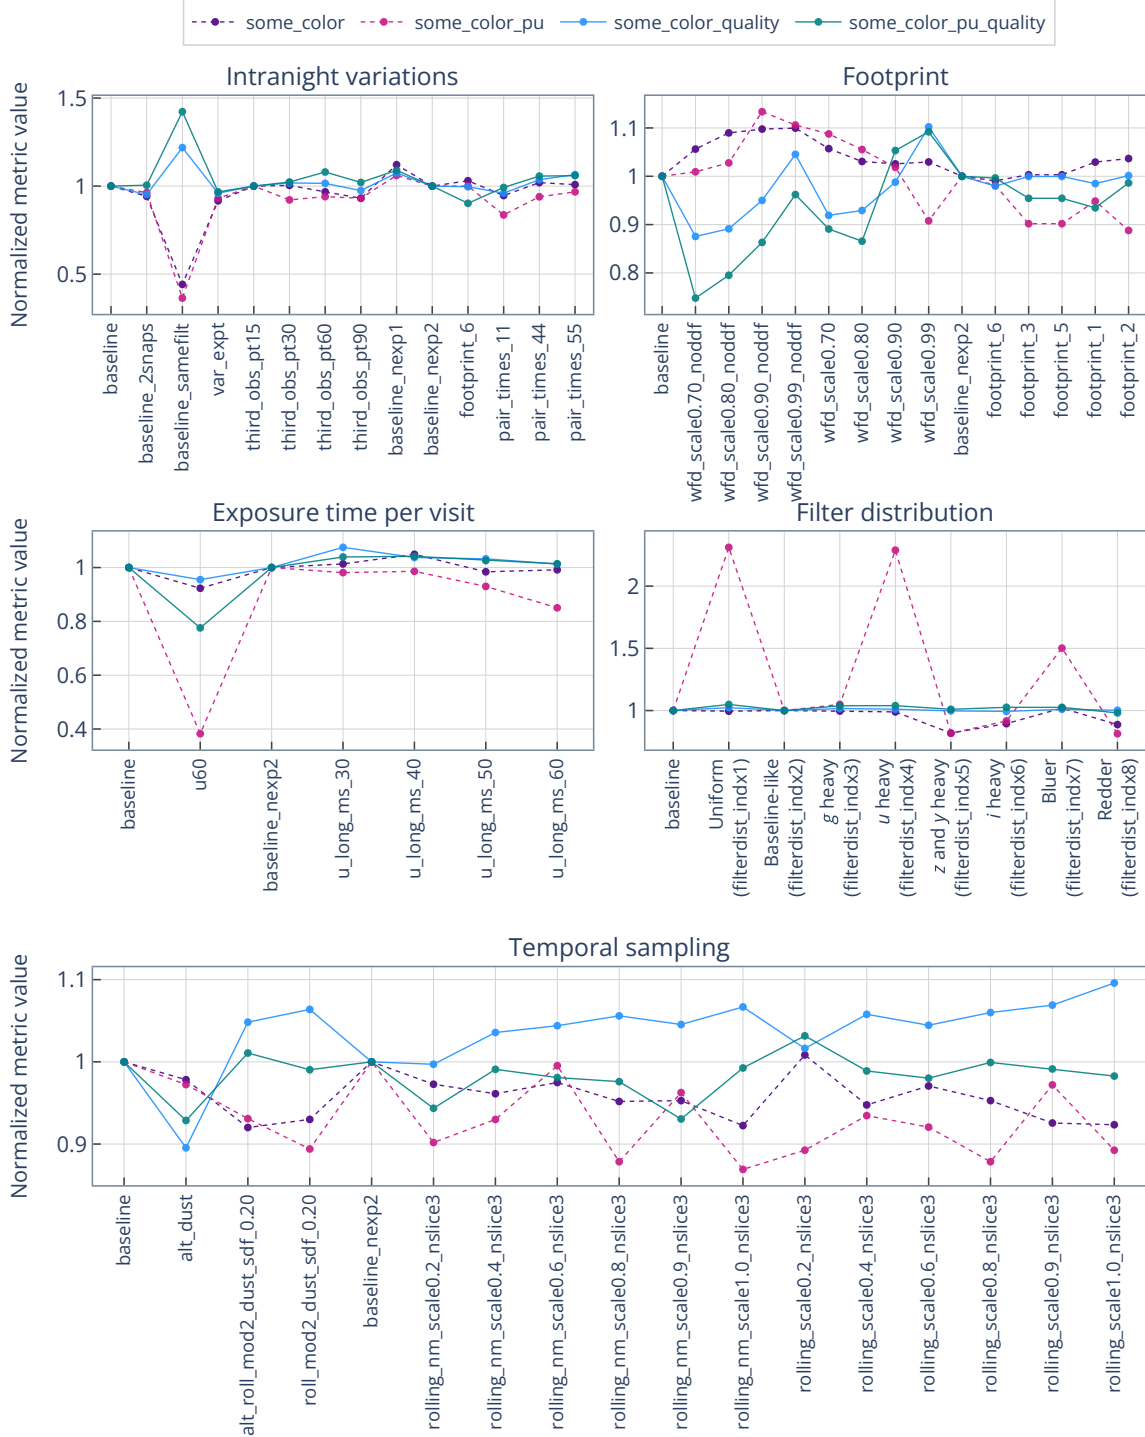 some_color some_color_pu some_color_quality some_color_pu_quality
Intranight variations
Normalized metric value
1.5
1
0.5
baseline
baseline_2snaps
baseline_samefilt
var_expt
third_obs_pt15
third_obs_pt30
third_obs_pt60
third_obs_pt90
baseline_nexp1
baseline_nexp2
footprint_6
pair_times_11
pair_times_44
pair_times_55
Footprint
1.1
1
0.9
0.8
baseline
wfd_scale0.70_noddf
wfd_scale0.80_noddf
wfd_scale0.90_noddf
wfd_scale0.99_noddf
wfd_scale0.70
wfd_scale0.80
wfd_scale0.90
wfd_scale0.99
baseline_nexp2
footprint_6
footprint_3
footprint_5
footprint_1
footprint_2
Exposure time per visit
Normalized metric value
1
0.8
0.6
0.4
baseline
u60
baseline_nexp2
u_long_ms_30
u_long_ms_40
u_long_ms_50
u_long_ms_60
Filter distribution
2
1.5
1
baseline
Uniform
(filterdist_indx1)
Baseline-like
(filterdist_indx2)
g heavy
(filterdist_indx3)
u heavy
(filterdist_indx4)
z and y heavy
(filterdist_indx5)
i heavy
(filterdist_indx6)
Bluer
(filterdist_indx7)
Redder
(filterdist_indx8)
Temporal sampling
Normalized metric value
1.1
1
0.9
baseline
alt_dust
alt_roll_mod2_dust_sdf_0.20
roll_mod2_dust_sdf_0.20
baseline_nexp2
rolling_nm_scale0.2_nslice3
rolling_nm_scale0.4_nslice3
rolling_nm_scale0.6_nslice3
rolling_nm_scale0.8_nslice3
rolling_nm_scale0.9_nslice3
rolling_nm_scale1.0_nslice3
rolling_scale0.2_nslice3
rolling_scale0.4_nslice3
rolling_scale0.6_nslice3
rolling_scale0.8_nslice3
rolling_scale0.9_nslice3
rolling_scale1.0_nslice3